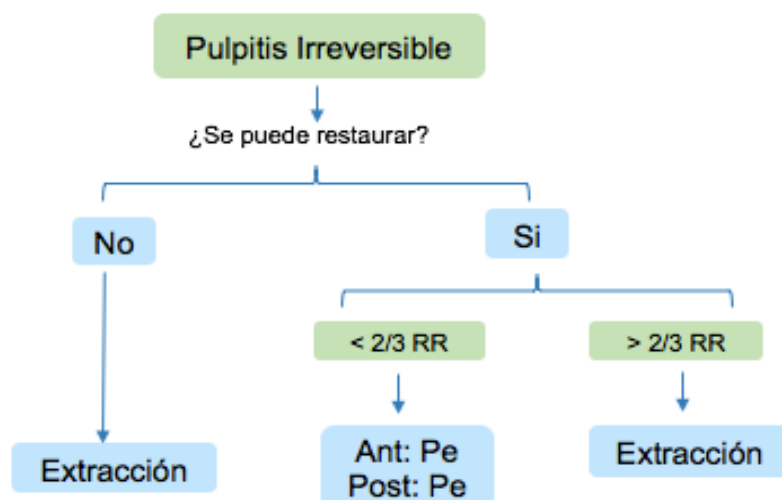 Pulpitis Irreversible
¿Se puede restaurar?
No
Si
< 2/3 RR
> 2/3 RR
Extracción
Ant: Pe
Post: Pe
Extracción